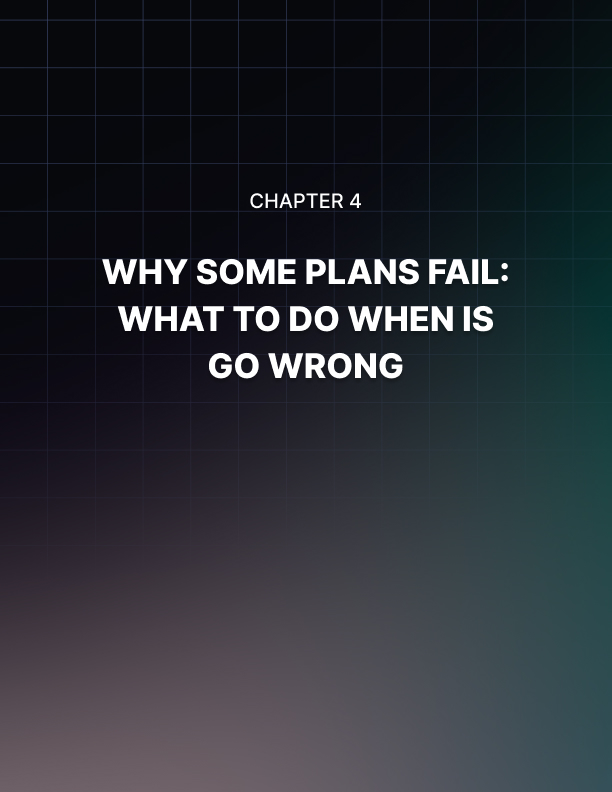 CHAPTER 4
WHY SOME PLANS FAIL:
WHAT TO DO WHEN IS
GO WRONG